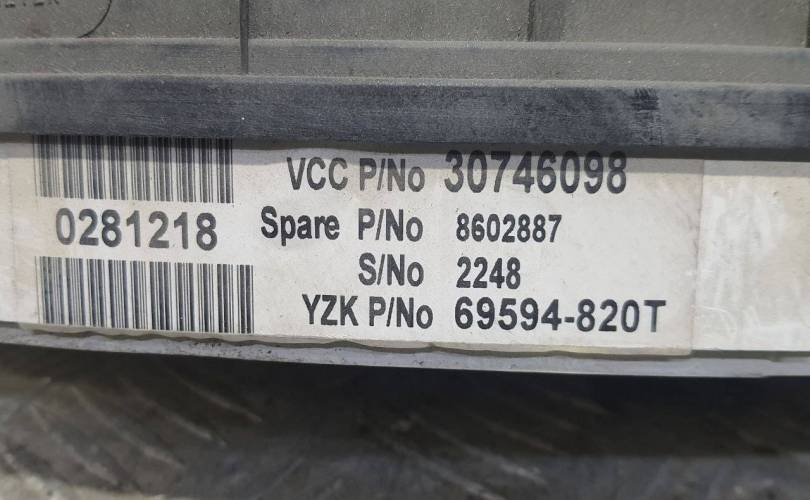 VCC P/No 30746098
0281218 Spare P/No 8602887
S/No 2248
YZK P/No 69594-820T